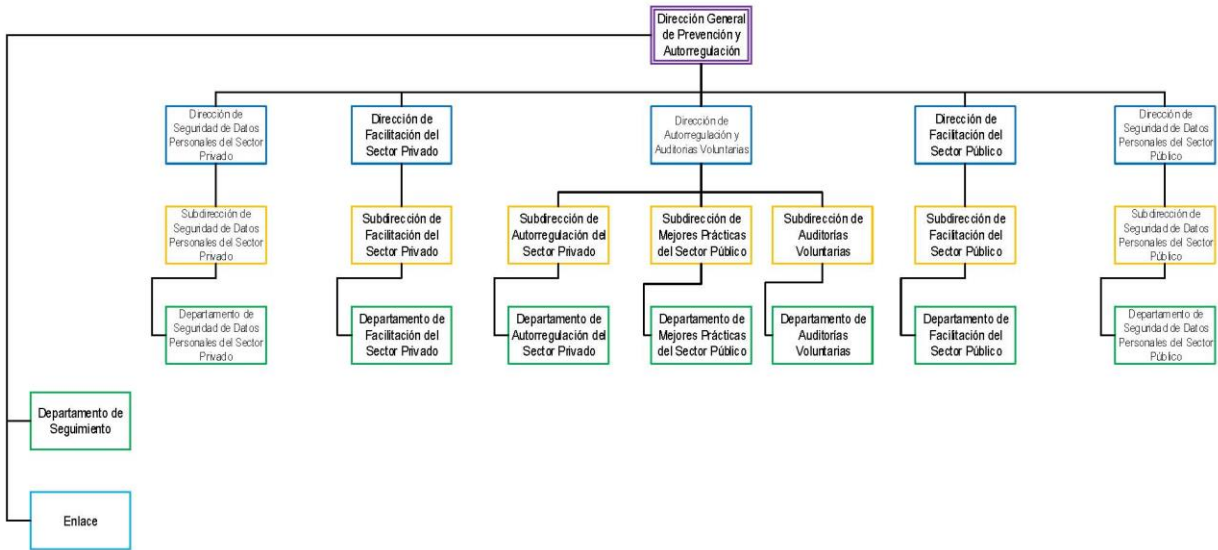 Dirección General
de Prevención y
Autorregulación
Dirección de
Seguridad de Datos
Personales del Sector
Privado
Dirección de
Facilitación del
Sector Privado
Dirección de
Autorregulación y
Auditorias Voluntarias
Dirección de
Facilitación del
Sector Público
Dirección de
Seguridad de Datos
Personales del Sector
Público
Subdirección de
Seguridad de Datos
Personales del Sector
Privado
Subdirección de
Facilitación del
Sector Privado
Subdirección de
Autorregulación del
Sector Privado
Subdirección de
Mejores Prácticas
del Sector Público
Subdirección de
Auditorías
Voluntarias
Subdirección de
Facilitación del
Sector Público
Subdirección de
Seguridad de Datos
Personales del Sector
Público
Departamento de
Seguridad de Datos
Personales del Sector
Privado
Departamento de
Facilitación del
Sector Privado
Departamento de
Autorregulación del
Sector Privado
Departamento de
Mejores Prácticas
del Sector Público
Departamento de
Auditorías
Voluntarias
Departamento de
Facilitación del
Sector Público
Departamento de
Seguridad de Datos
Personales del Sector
Público
Departamento de
Seguimiento
Enlace